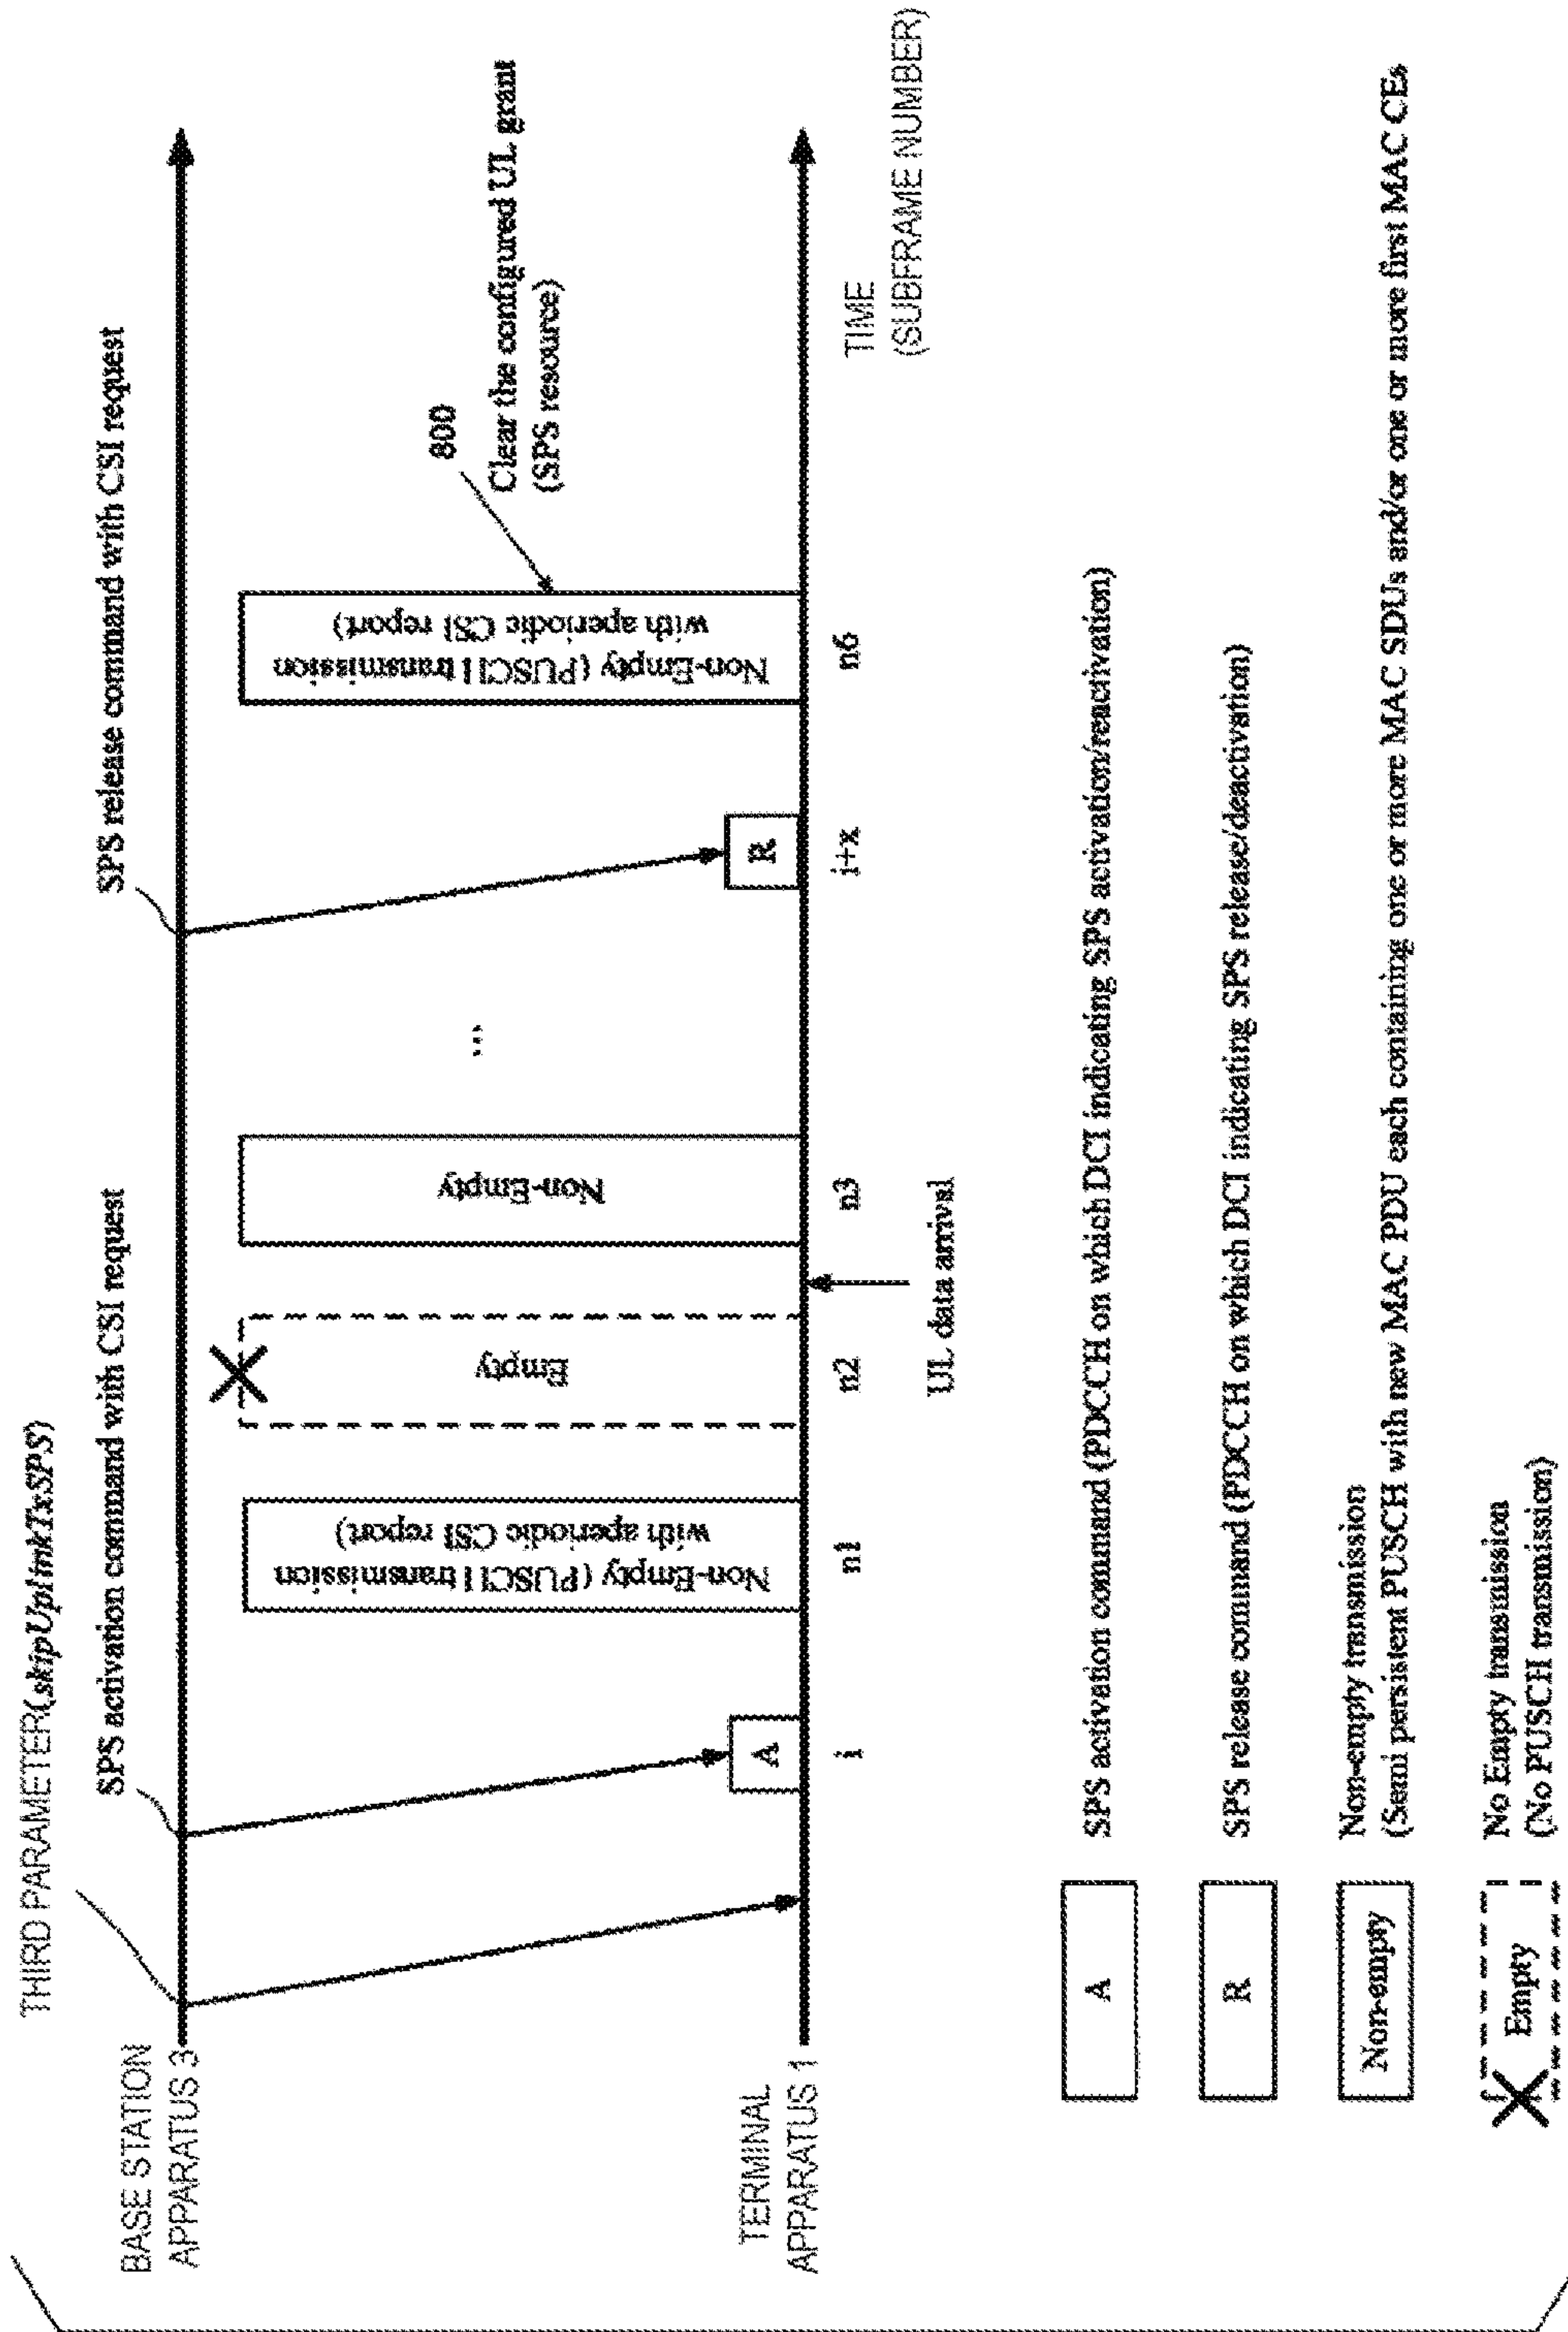 THIRD PARAMETER(skipUplinkTxSPS)
SPS activation command with CSI request
SPS release command with CSI request
BASE STATION
APPARATUS 3
Non-Empty (PUSCH transmission
with aperiodic CSI report)
Empty
Non-Empty
...
Non-Empty (PUSCH transmission
with aperiodic CSI report)
800
Clear the configured UL grant
(SPS resource)
A
R
TERMINAL
APPARATUS 1
i
n1
n2
n3
i+x
n6
TIME
(SUBFRAME NUMBER)
UL data arrival
A
SPS activation command (PDCCH on which DCI indicating SPS activation/reactivation)
R
SPS release command (PDCCH on which DCI indicating SPS release/deactivation)
Non-empty
Non-empty transmission
(Semi persistent PUSCH with new MAC PDU each containing one or more MAC SDUs and/or one or more first MAC CEs
Empty
No Empty transmission
(No PUSCH transmission)